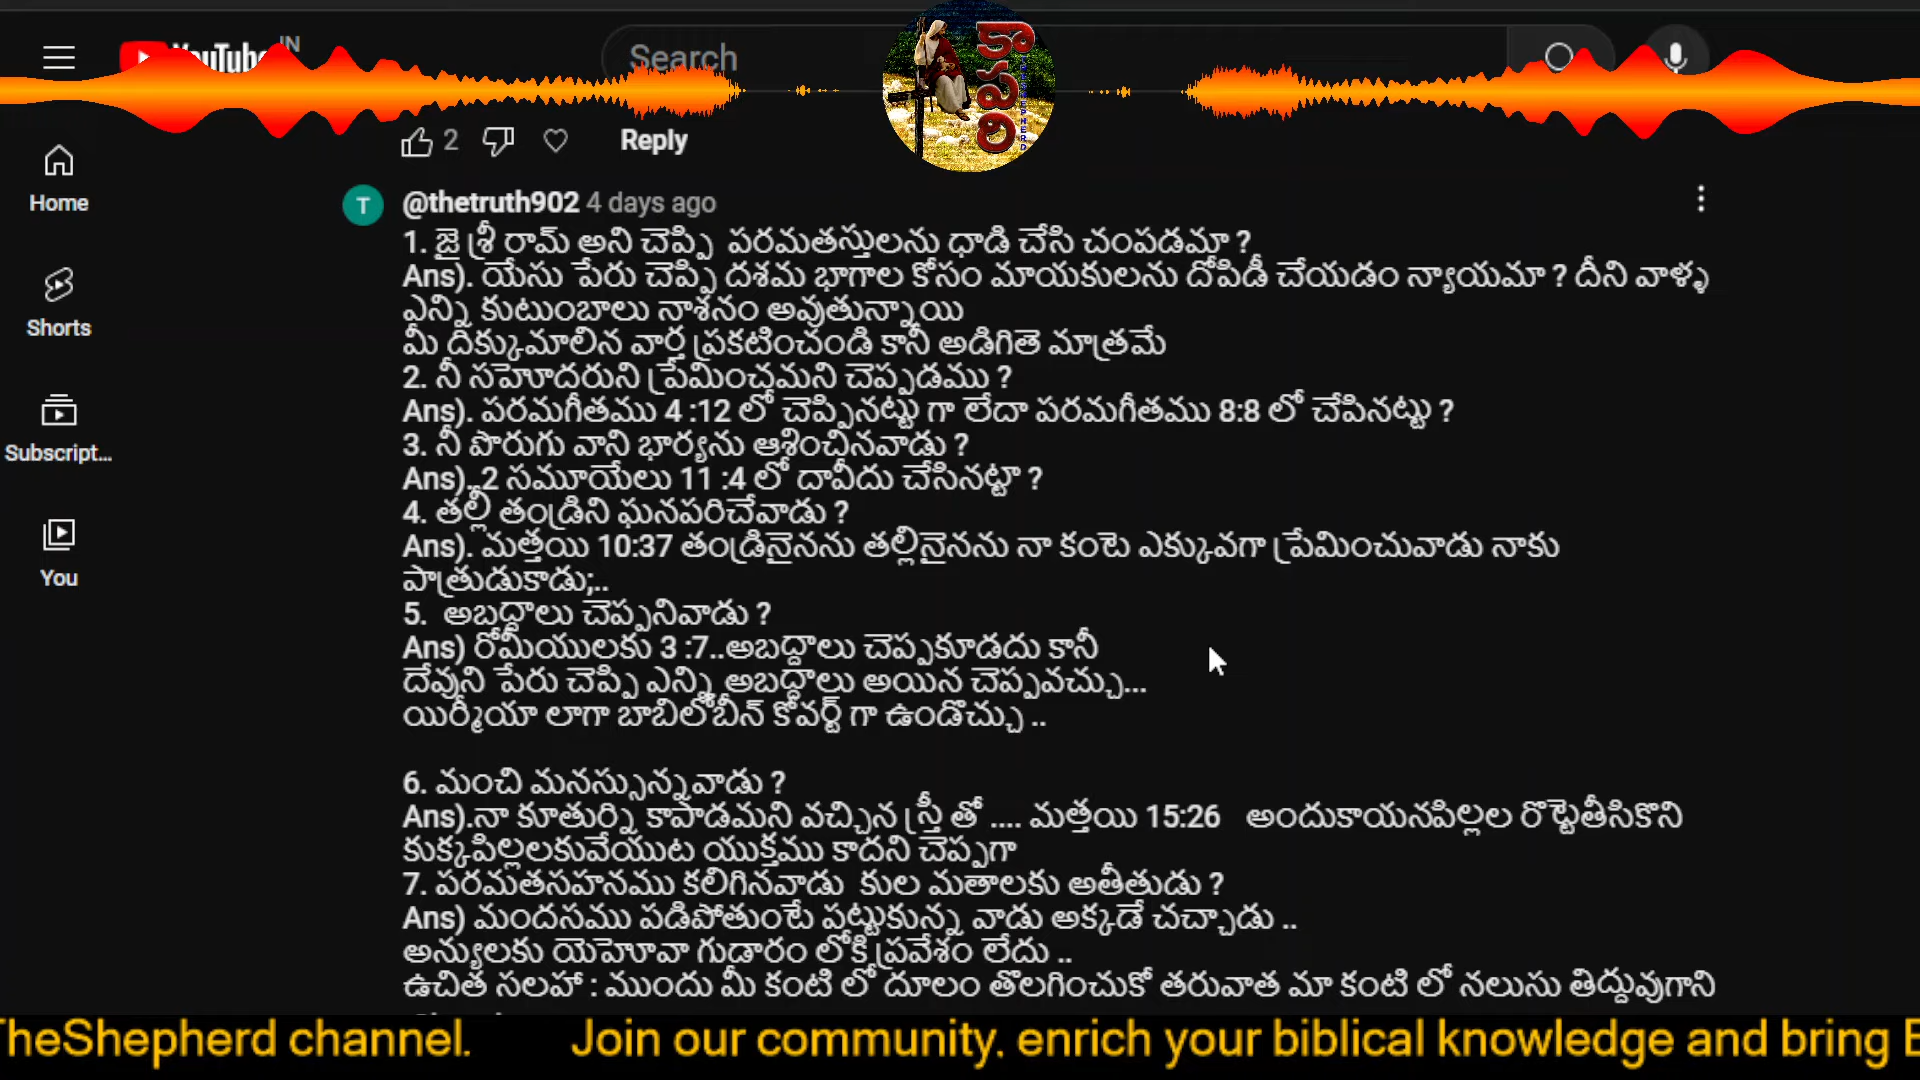 YouTube IN
Search
కాపరి
SHEPHERD
2 Reply
Home
Shorts
Subscript...
You
T
@thetruth902 4 days ago
1. జై శ్రీ రామ్ అని చెప్పి పరమతస్తులను ధాడి చేసి చంపడమా ?
Ans). యేసు పేరు చెప్పి దశమ భాగాల కోసం మాయకులను దోపిడీ చేయడం న్యాయమా ? దీని వాళ్ళ
ఎన్ని కుటుంబాలు నాశనం అవుతున్నాయి
మీ దిక్కుమాలిన వార్త ప్రకటించండి కానీ అడిగితె మాత్రమే
2. నీ సహెూదరుని ప్రేమించమని చెప్పడము ?
Ans). పరమగీతము 4 :12 లో చెప్పినట్టు గా లేదా పరమగీతము 8:8 లో చేపినట్టు ?
3. నీ పొరుగు వాని భార్యను ఆశించినవాడు ?
Ans)..2 సమూయేలు 11 :4 లో దావీదు చేసినట్టా ?
4. తల్లి తండ్రిని ఘనపరిచేవాడు ?
Ans). మత్తయి 10:37 తండ్రినైనను తల్లినైనను నా కంటె ఎక్కువగా ప్రేమించువాడు నాకు
పాత్రుడుకాడు;..
5. అబద్దాలు చెప్పనివాడు ?
Ans) రోమీయులకు 3 :7..అబద్దాలు చెప్పకూడదు కానీ
దేవుని పేరు చెప్పి ఎన్ని అబద్దాలు అయిన చెప్పవచ్చు...
యిర్మీయా లాగా బాబిలోబీన్ కోవర్ట్ గా ఉండొచ్చు ..
6. మంచి మనస్సున్నవాడు ?
Ans).నా కూతుర్ని కాపాడమని వచ్చిన స్త్రీ తో .... మత్తయి 15:26 అందుకాయనపిల్లల రొట్టెతీసికొని
కుక్కపిల్లలకువేయుట యుక్తము కాదని చెప్పగా
7. పరమతసహనము కలిగినవాడు కుల మతాలకు అతీతుడు ?
Ans) మందసము పడిపోతుంటే పట్టుకున్న వాడు అక్కడే చచ్చాడు ..
అన్యులకు యెహెూవా గుడారం లోకి ప్రవేశం లేదు ..
ఉచిత సలహా : ముందు మీ కంటి లో దూలం తొలగించుకో తరువాత మా కంటి లో నలుసు తిద్దువుగాని
TheShepherd channel. Join our community, enrich your biblical knowledge and bring